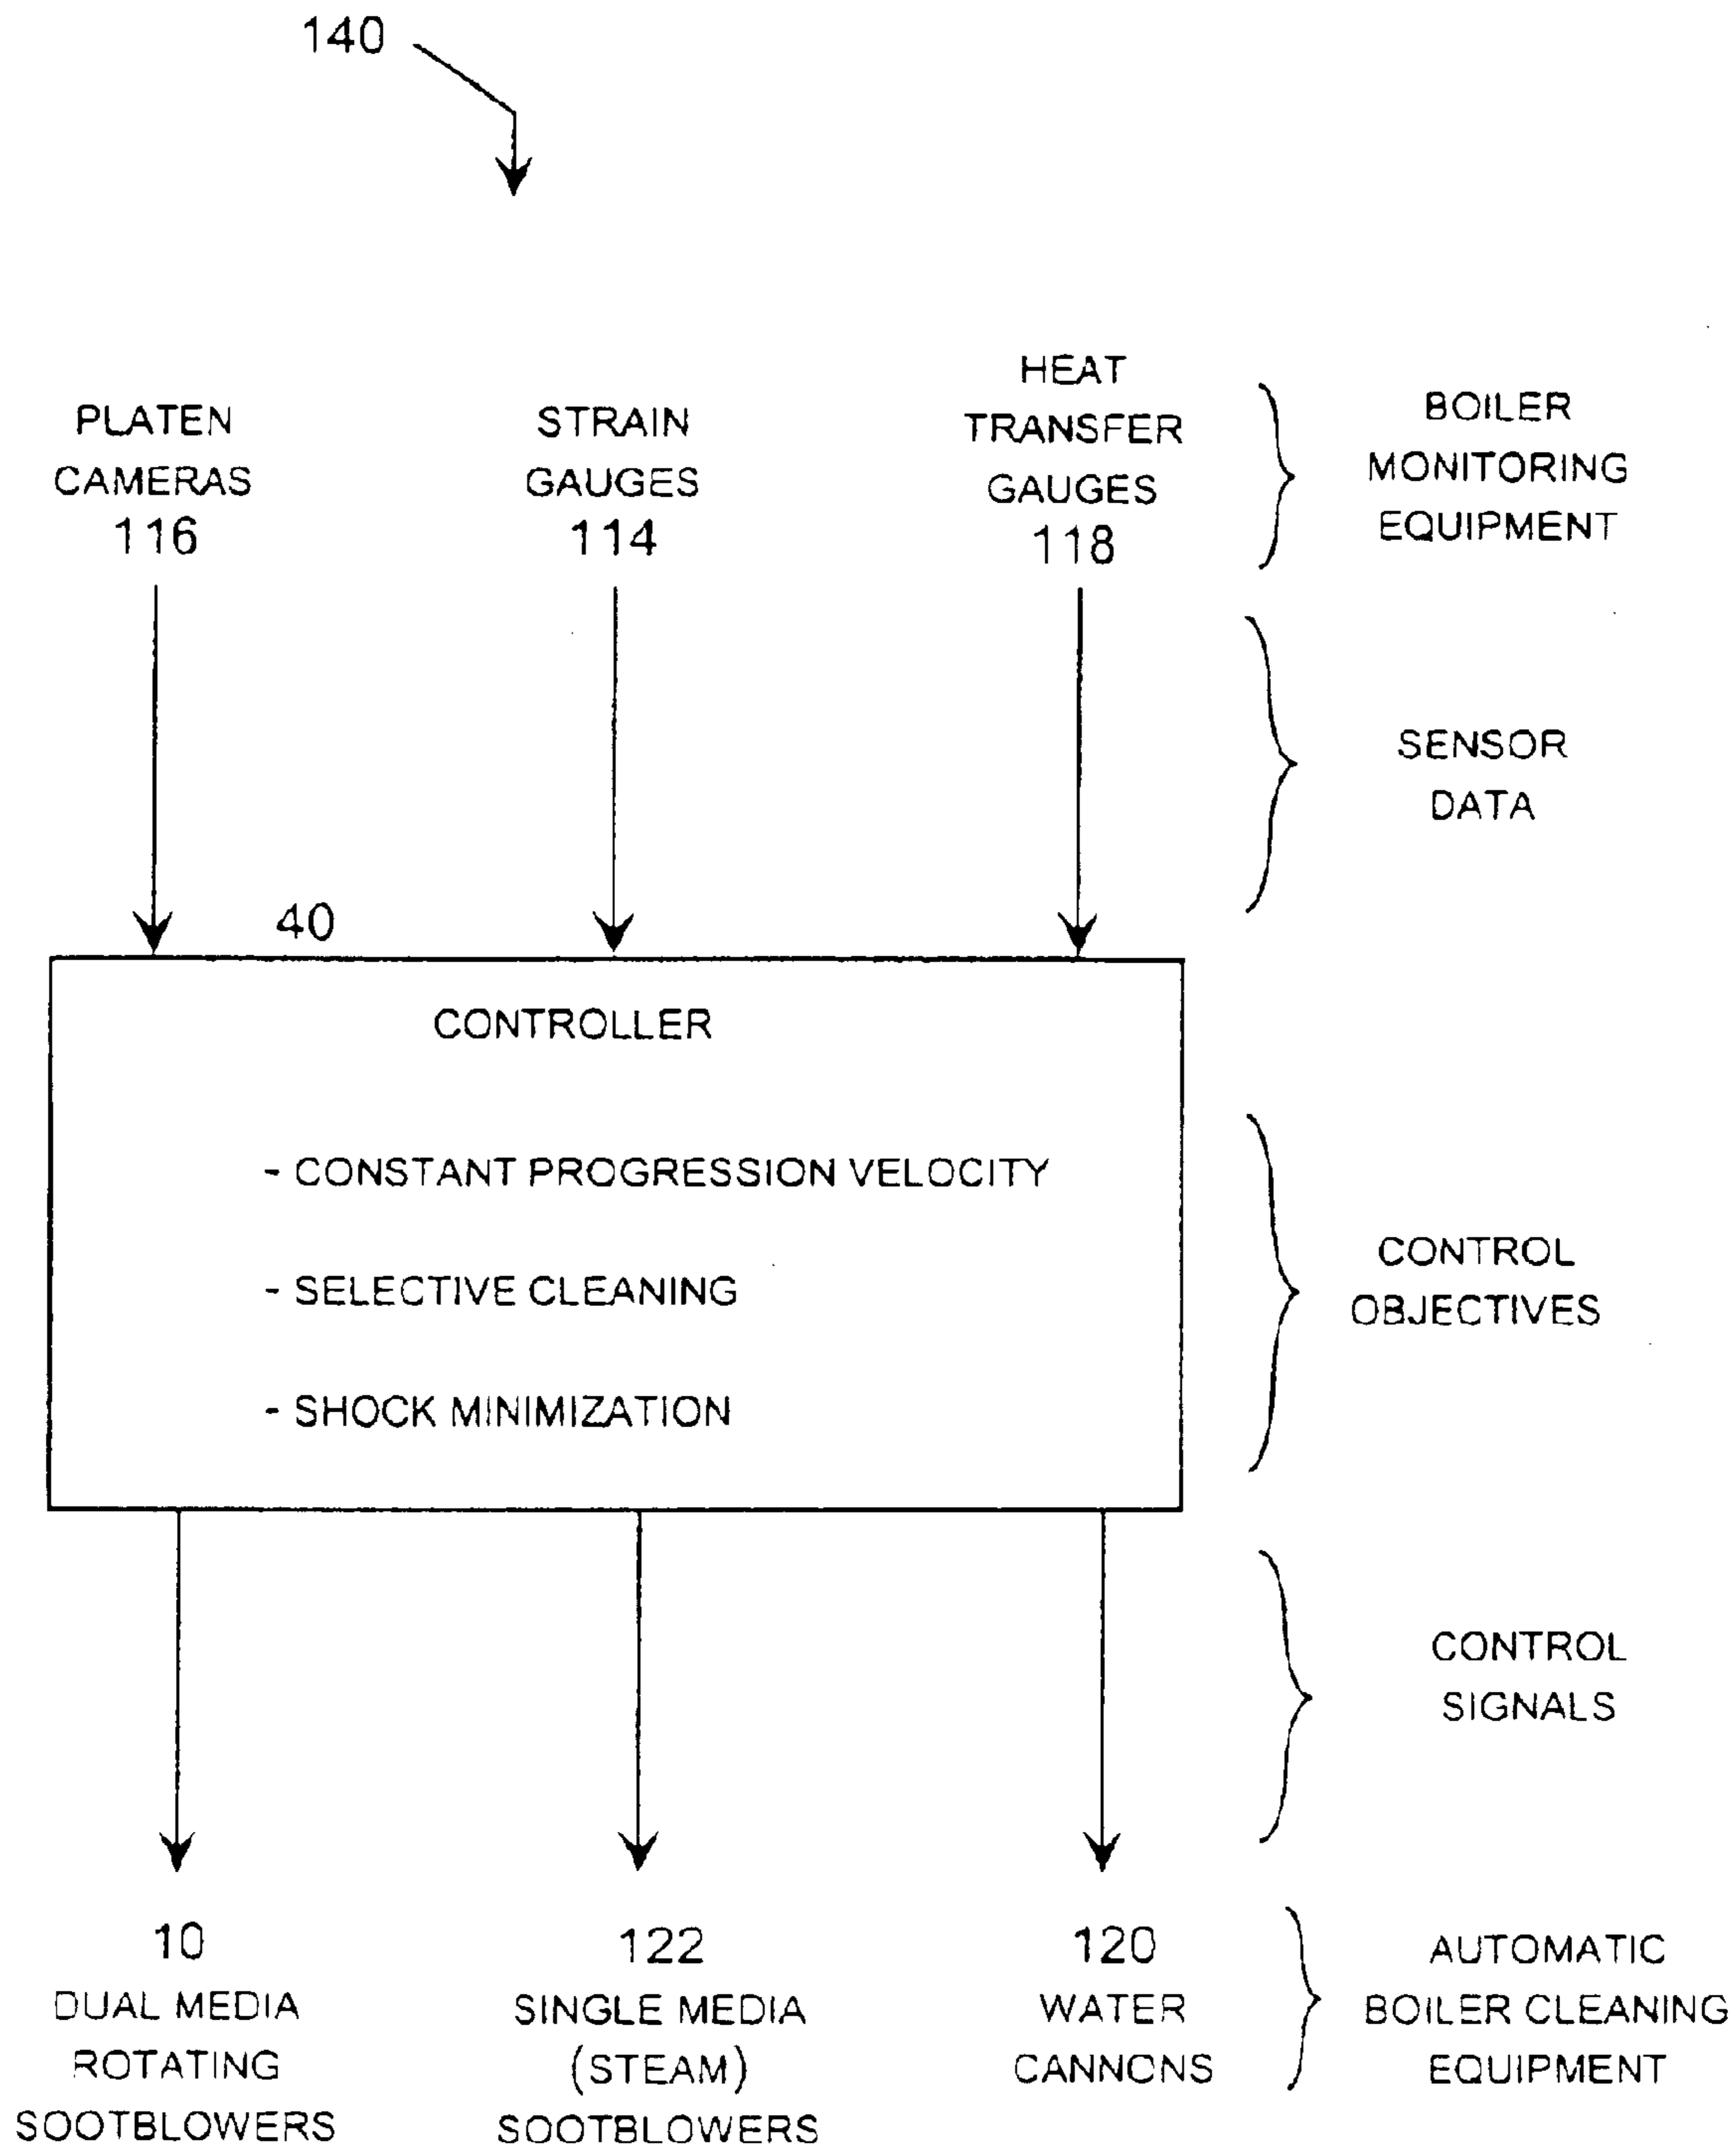 140
PLATEN
CAMERAS
116
STRAIN
GAUGES
114
HEAT
TRANSFER
GAUGES
118
BOILER
MONITORING
EQUIPMENT
SENSOR
DATA
40
CONTROLLER
- CONSTANT PROGRESSION VELOCITY
- SELECTIVE CLEANING
- SHOCK MINIMIZATION
CONTROL
OBJECTIVES
CONTROL
SIGNALS
10
DUAL MEDIA
ROTATING
SOOTBLOWERS
122
SINGLE MEDIA
(STEAM)
SOOTBLOWERS
120
WATER
CANNONS
AUTOMATIC
BOILER CLEANING
EQUIPMENT